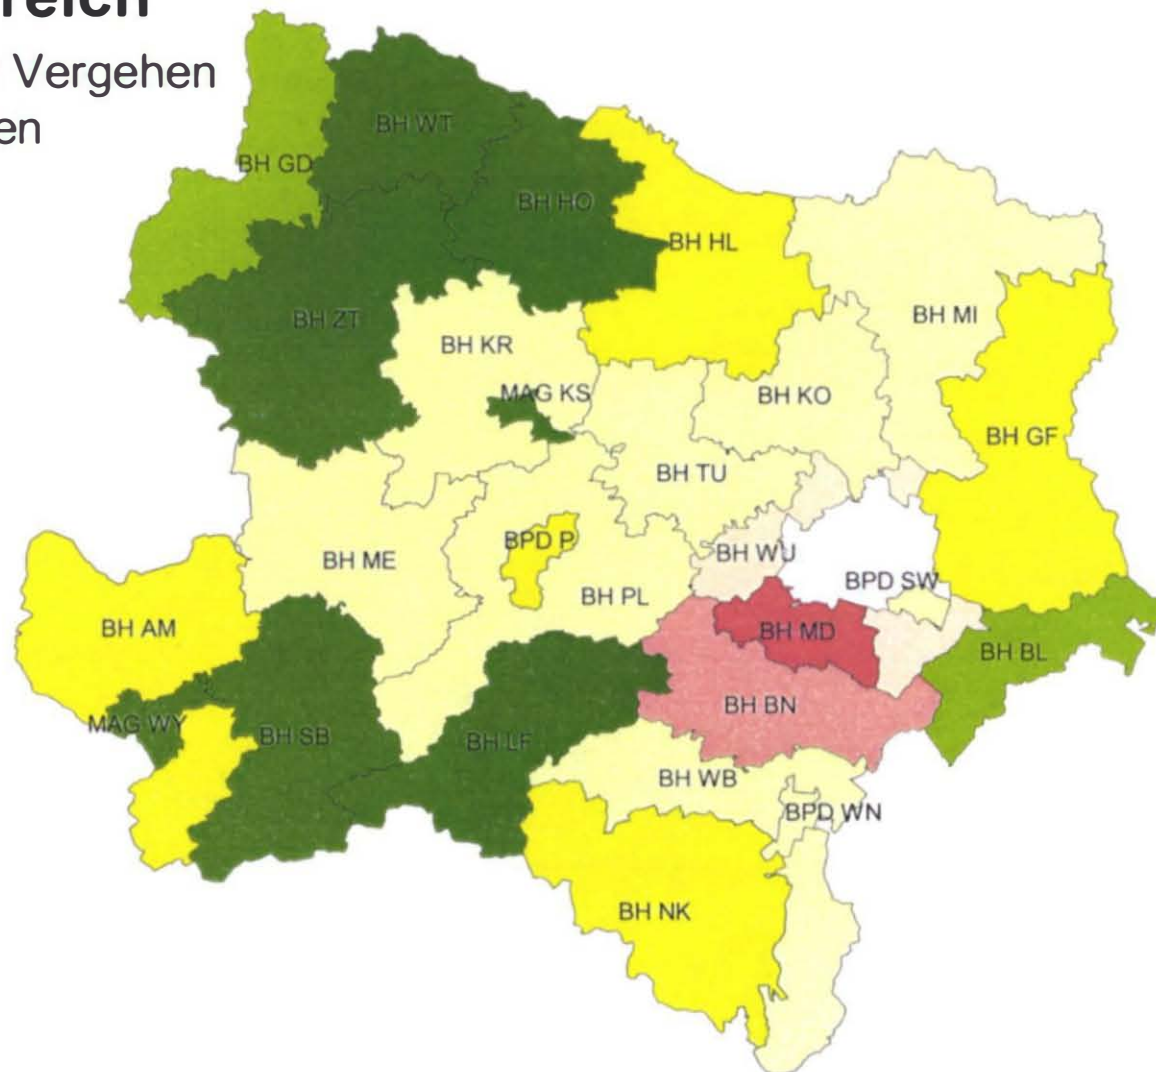 reich
Vergehen
en
BH WT
BH GD
BH HO
BH HL
BH ZT
BH MI
BH KR
MAG KS
BH KO
BH GF
BH TU
BPD P
BH WU
BH ME
BPD SW
BH PL
BH AM
BH MD
BH BL
BH BN
MAG WY
BH SB
BH LF
BH WB
BPD WN
BH NK